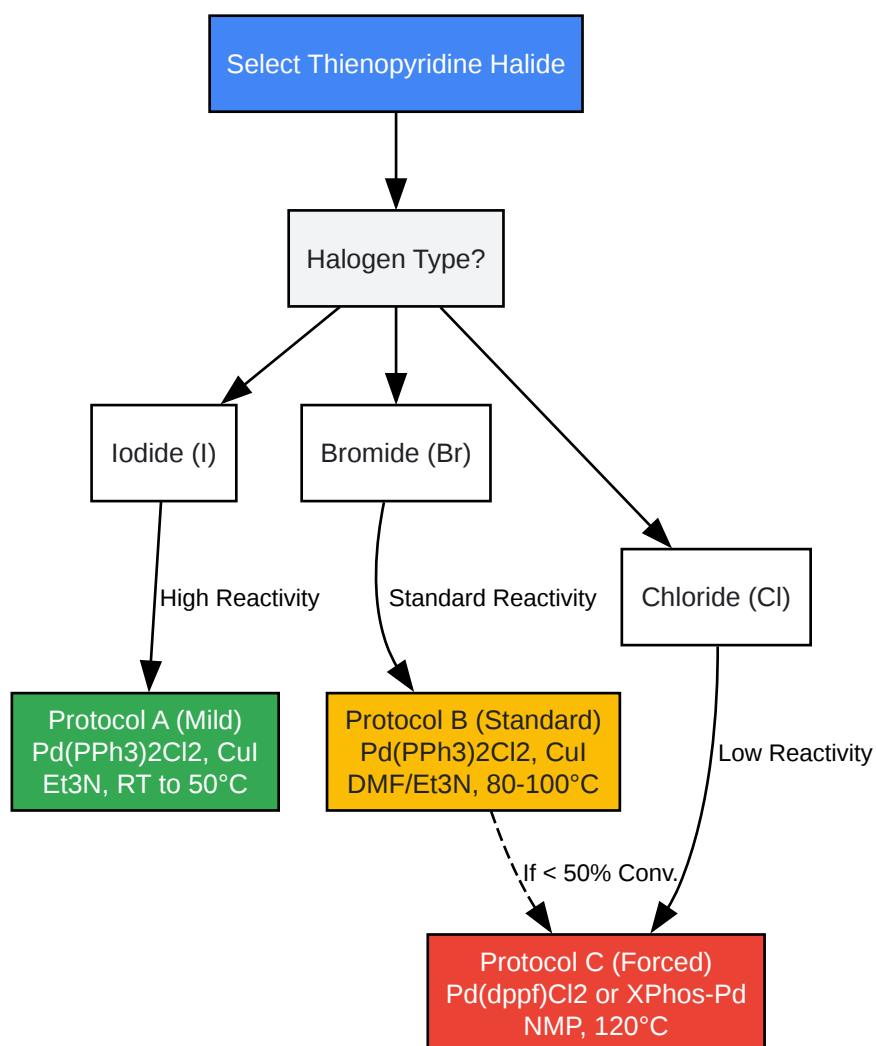 Select Thienopyridine Halide
Halogen Type?
Iodide (I)
Bromide (Br)
Chloride (Cl)
High Reactivity
Standard Reactivity
Low Reactivity
Protocol A (Mild)
Pd(PPh3)2Cl2, CuI
Et3N, RT to 50°C
Protocol B (Standard)
Pd(PPh3)2Cl2, CuI
DMF/Et3N, 80-100°C
If < 50% Conv.
Protocol C (Forced)
Pd(dppf)Cl2 or XPhos-Pd
NMP, 120°C